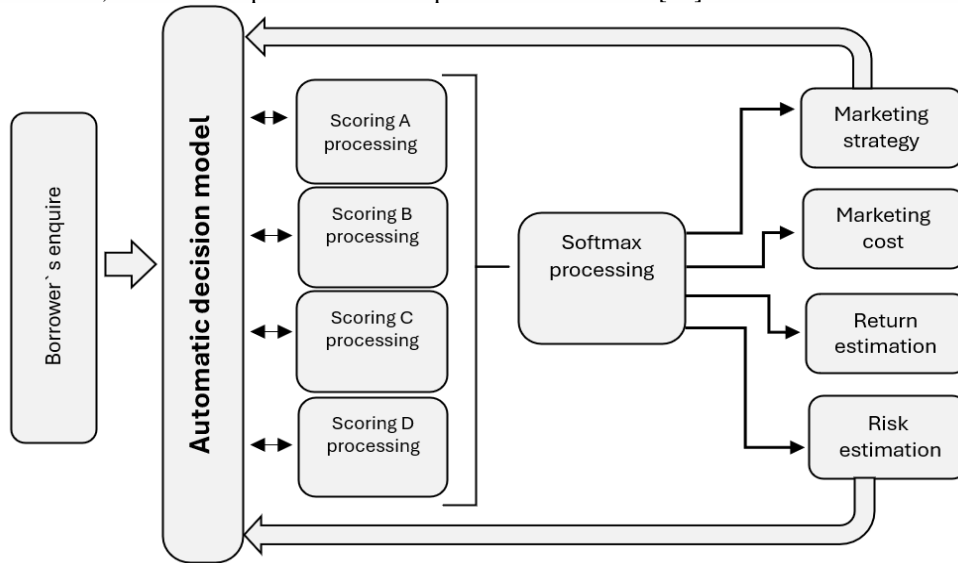 Borrower` s enquire
Automatic decision model
Scoring A
processing
Scoring B
processing
Scoring C
processing
Scoring D
processing
Softmax
processing
Marketing
strategy
Marketing
cost
Return
estimation
Risk
estimation